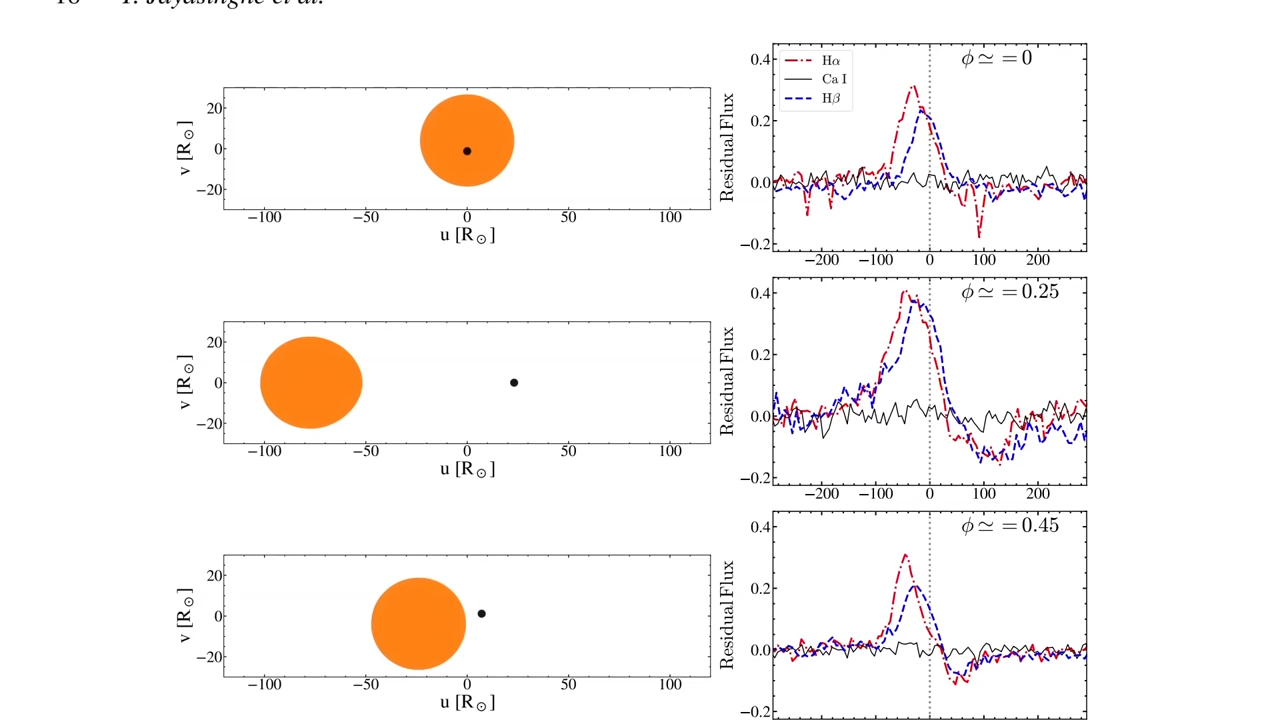 T. Jayasinghe et al.
v [R⊙]
20
0
−20
−100
−50
0
50
100
u [R⊙]
Residual Flux
0.4
0.2
0.0
−0.2
Hα
Ca I
Hβ
ϕ ≃ = 0
−200
−100
0
100
200
v [R⊙]
20
0
−20
−100
−50
0
50
100
u [R⊙]
Residual Flux
0.4
0.2
0.0
−0.2
ϕ ≃ = 0.25
−200
−100
0
100
200
v [R⊙]
20
0
−20
−100
−50
0
50
100
u [R⊙]
Residual Flux
0.4
0.2
0.0
−0.2
ϕ ≃ = 0.45